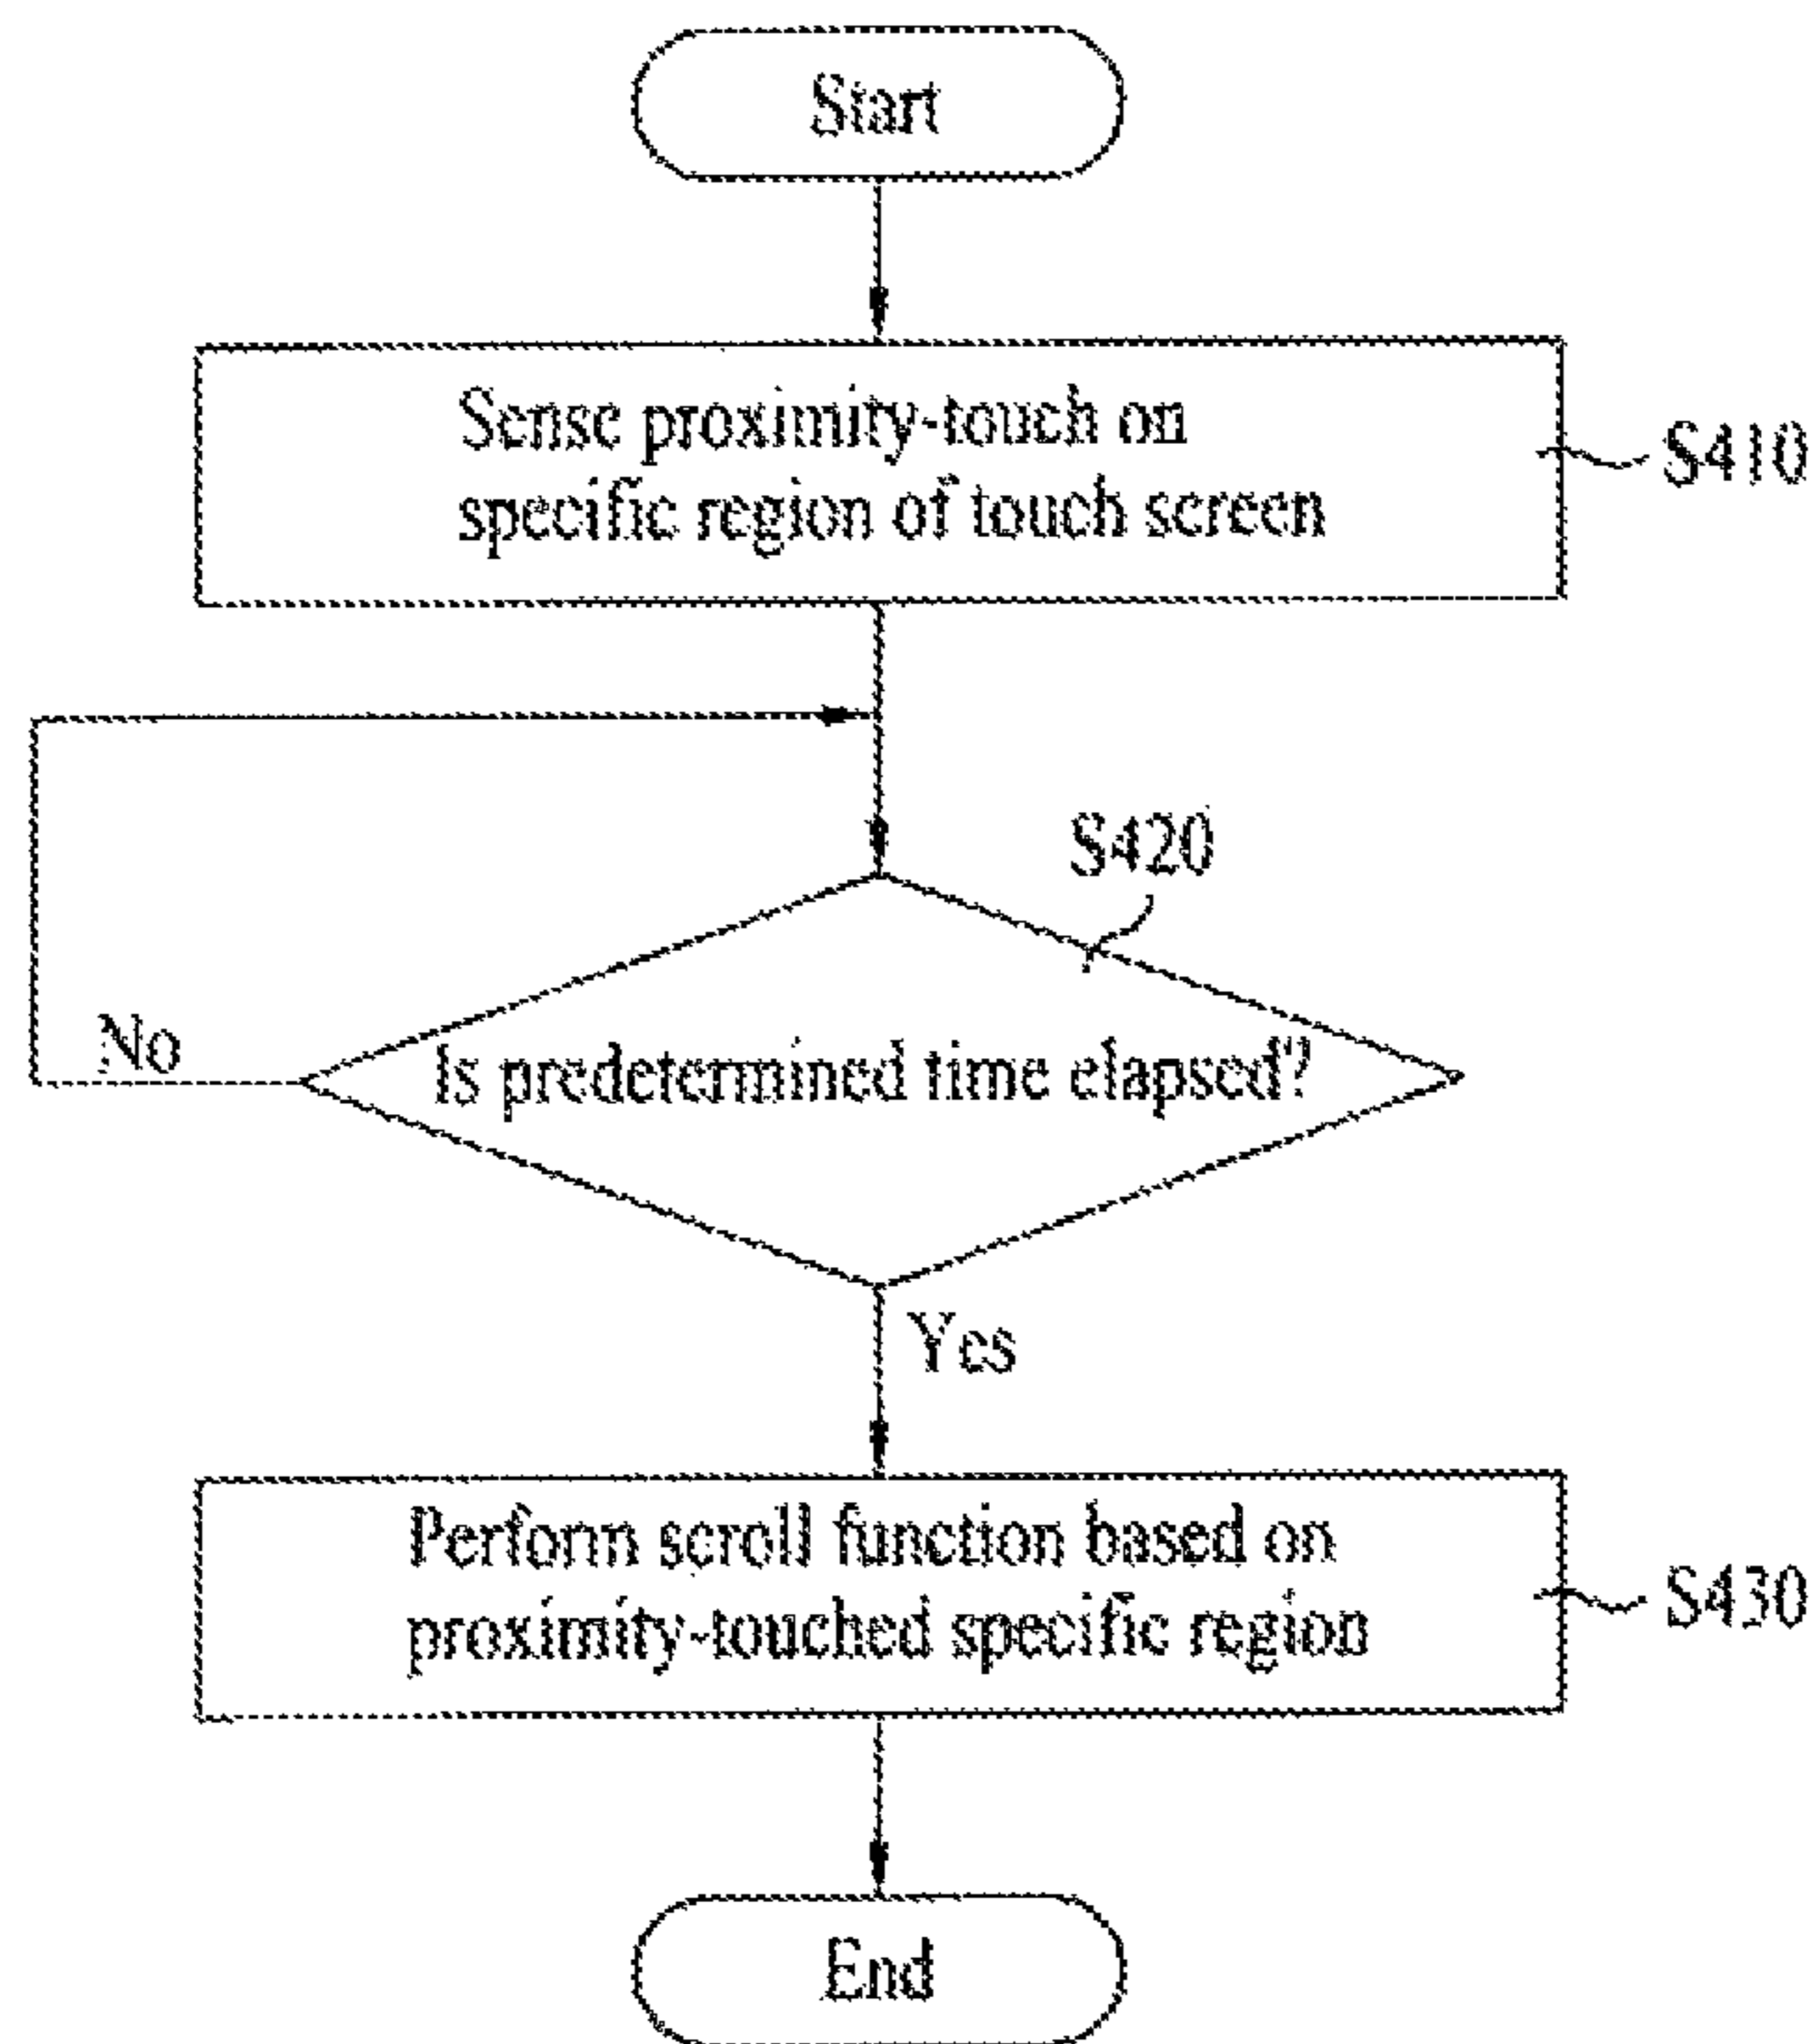 Start
Sense proximity-touch on
specific region of touch screen
S410
S420
No
Is predetermined time elapsed?
Yes
Perform scroll function based on
proximity-touched specific region
S430
End